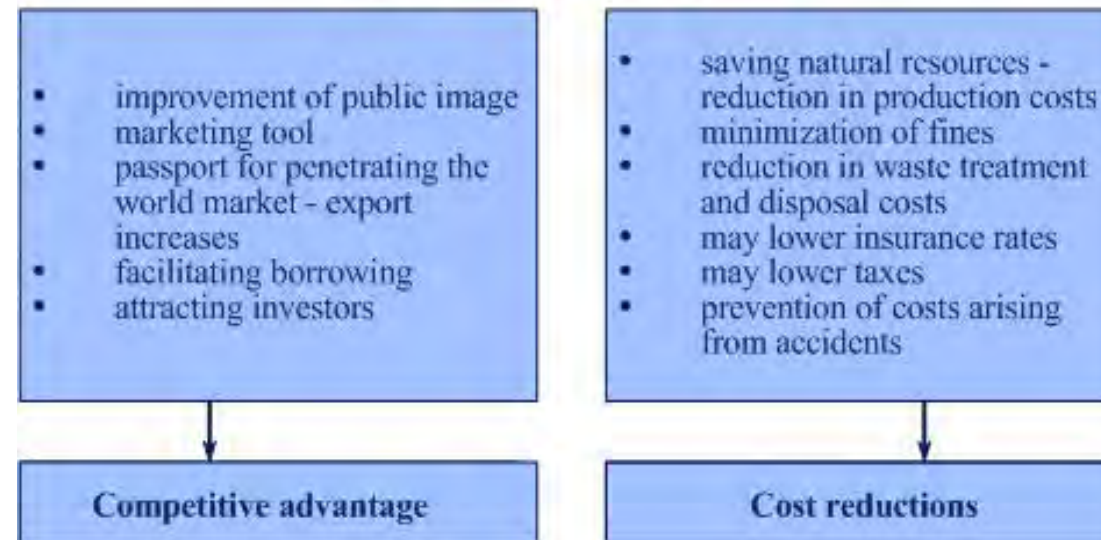 • improvement of public image
• marketing tool
• passport for penetrating the
world market - export
increases
• facilitating borrowing
• attracting investors
Competitive advantage
• saving natural resources -
reduction in production costs
• minimization of fines
• reduction in waste treatment
and disposal costs
• may lower insurance rates
• may lower taxes
• prevention of costs arising
from accidents
Cost reductions